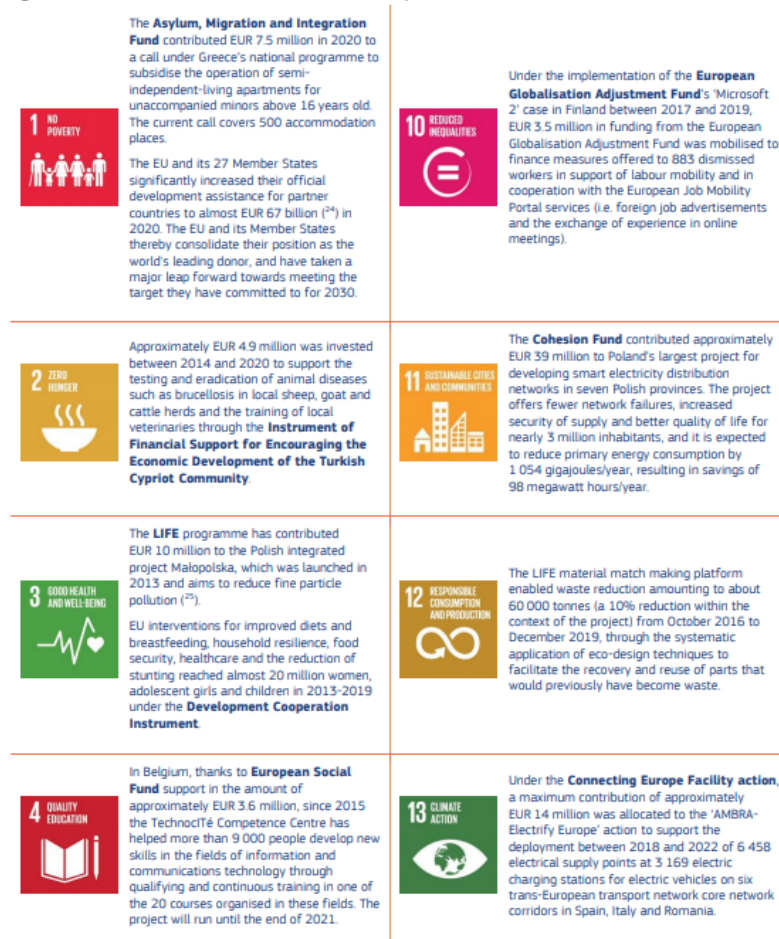 1 NO
POVERTY
The Asylum, Migration and Integration
Fund contributed EUR 7.5 million in 2020 to
a call under Greece's national programme to
subsidise the operation of semi-
independent-living apartments for
unaccompanied minors above 16 years old.
The current call covers 500 accommodation
places.
The EU and its 27 Member States
significantly increased their official
development assistance for partner
countries to almost EUR 67 billion (24) in
2020. The EU and its Member States
thereby consolidate their position as the
world's leading donor, and have taken a
major leap forward towards meeting the
target they have committed to for 2030.
10 REDUCED
INEQUALITIES
Under the implementation of the European
Globalisation Adjustment Fund's 'Microsoft
2' case in Finland between 2017 and 2019,
EUR 3.5 million in funding from the European
Globalisation Adjustment Fund was mobilised to
finance measures offered to 883 dismissed
workers in support of labour mobility and in
cooperation with the European Job Mobility
Portal services (i.e. foreign job advertisements
and the exchange of experience in online
meetings).
2 ZERO
HUNGER
Approximately EUR 4.9 million was invested
between 2014 and 2020 to support the
testing and eradication of animal diseases
such as brucellosis in local sheep, goat and
cattle herds and the training of local
veterinaries through the Instrument of
Financial Support for Encouraging the
Economic Development of the Turkish
Cypriot Community.
11 SUSTAINABLE CITIES
AND COMMUNITIES
The Cohesion Fund contributed approximately
EUR 39 million to Poland's largest project for
developing smart electricity distribution
networks in seven Polish provinces. The project
offers fewer network failures, increased
security of supply and better quality of life for
nearly 3 million inhabitants, and it is expected
to reduce primary energy consumption by
1 054 gigajoules/year, resulting in savings of
98 megawatt hours/year.
3 GOOD HEALTH
AND WELL-BEING
The LIFE programme has contributed
EUR 10 million to the Polish integrated
project Małopolska, which was launched in
2013 and aims to reduce fine particle
pollution (25).
EU interventions for improved diets and
breastfeeding, household resilience, food
security, healthcare and the reduction of
stunting reached almost 20 million women,
adolescent girls and children in 2013-2019
under the Development Cooperation
Instrument.
12 RESPONSIBLE
CONSUMPTION
AND PRODUCTION
The LIFE material match making platform
enabled waste reduction amounting to about
60 000 tonnes (a 10% reduction within the
context of the project) from October 2016 to
December 2019, through the systematic
application of eco-design techniques to
facilitate the recovery and reuse of parts that
would previously have become waste.
4 QUALITY
EDUCATION
In Belgium, thanks to European Social
Fund support in the amount of
approximately EUR 3.6 million, since 2015
the TechnocITé Competence Centre has
helped more than 9 000 people develop new
skills in the fields of information and
communications technology through
qualifying and continuous training in one of
the 20 courses organised in these fields. The
project will run until the end of 2021.
13 CLIMATE
ACTION
Under the Connecting Europe Facility action,
a maximum contribution of approximately
EUR 14 million was allocated to the 'AMBRA-
Electrify Europe' action to support the
deployment between 2018 and 2022 of 6 458
electrical supply points at 3 169 electric
charging stations for electric vehicles on six
trans-European transport network core network
corridors in Spain, Italy and Romania.